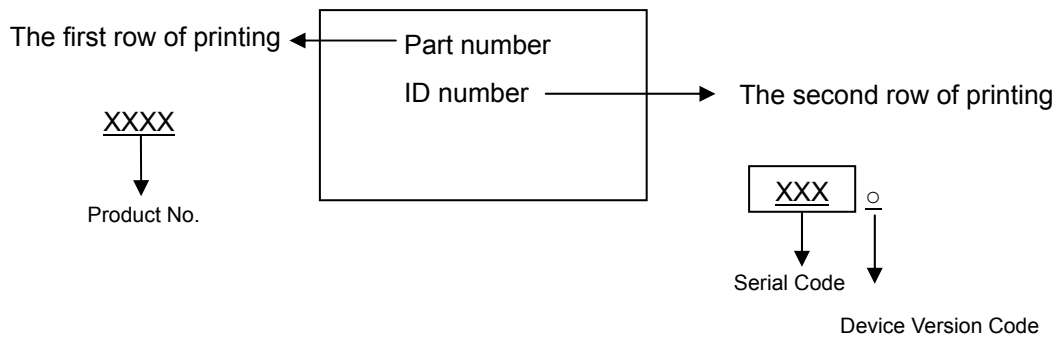 The first row of printing
Part number
ID number
The second row of printing
XXXX
Product No.
XXX ○
Serial Code
Device Version Code